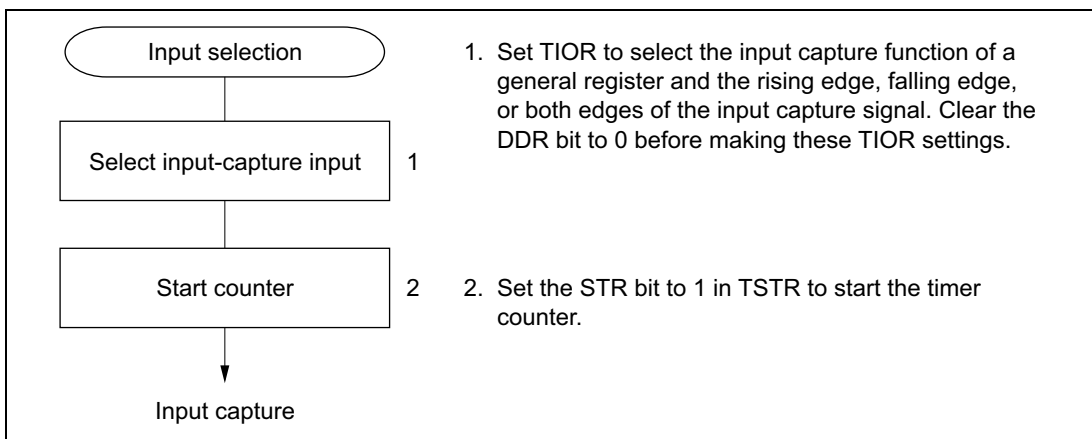 Input selection
1. Set TIOR to select the input capture function of a
general register and the rising edge, falling edge,
or both edges of the input capture signal. Clear the
DDR bit to 0 before making these TIOR settings.
Select input-capture input 1
Start counter 2
2. Set the STR bit to 1 in TSTR to start the timer
counter.
Input capture